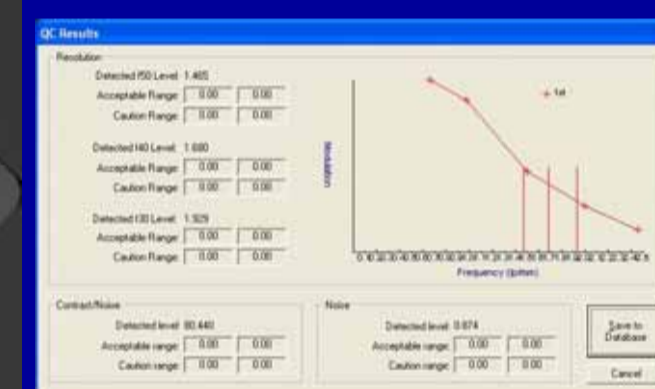 QC Results
Resolution
Detected f50 Level: 1.465
Acceptable Range: 0.00 0.00
Caution Range: 0.00 0.00
Detected f40 Level: 1.680
Acceptable Range: 0.00 0.00
Caution Range: 0.00 0.00
Detected f30 Level: 1.929
Acceptable Range: 0.00 0.00
Caution Range: 0.00 0.00
Modulation
Frequency (lp/mm)
Contrast/Noise
Detected level: 80.440
Acceptable range: 0.00 0.00
Caution range: 0.00 0.00
Noise
Detected level: 0.874
Acceptable range: 0.00 0.00
Caution range: 0.00 0.00
Save to
Database
Cancel